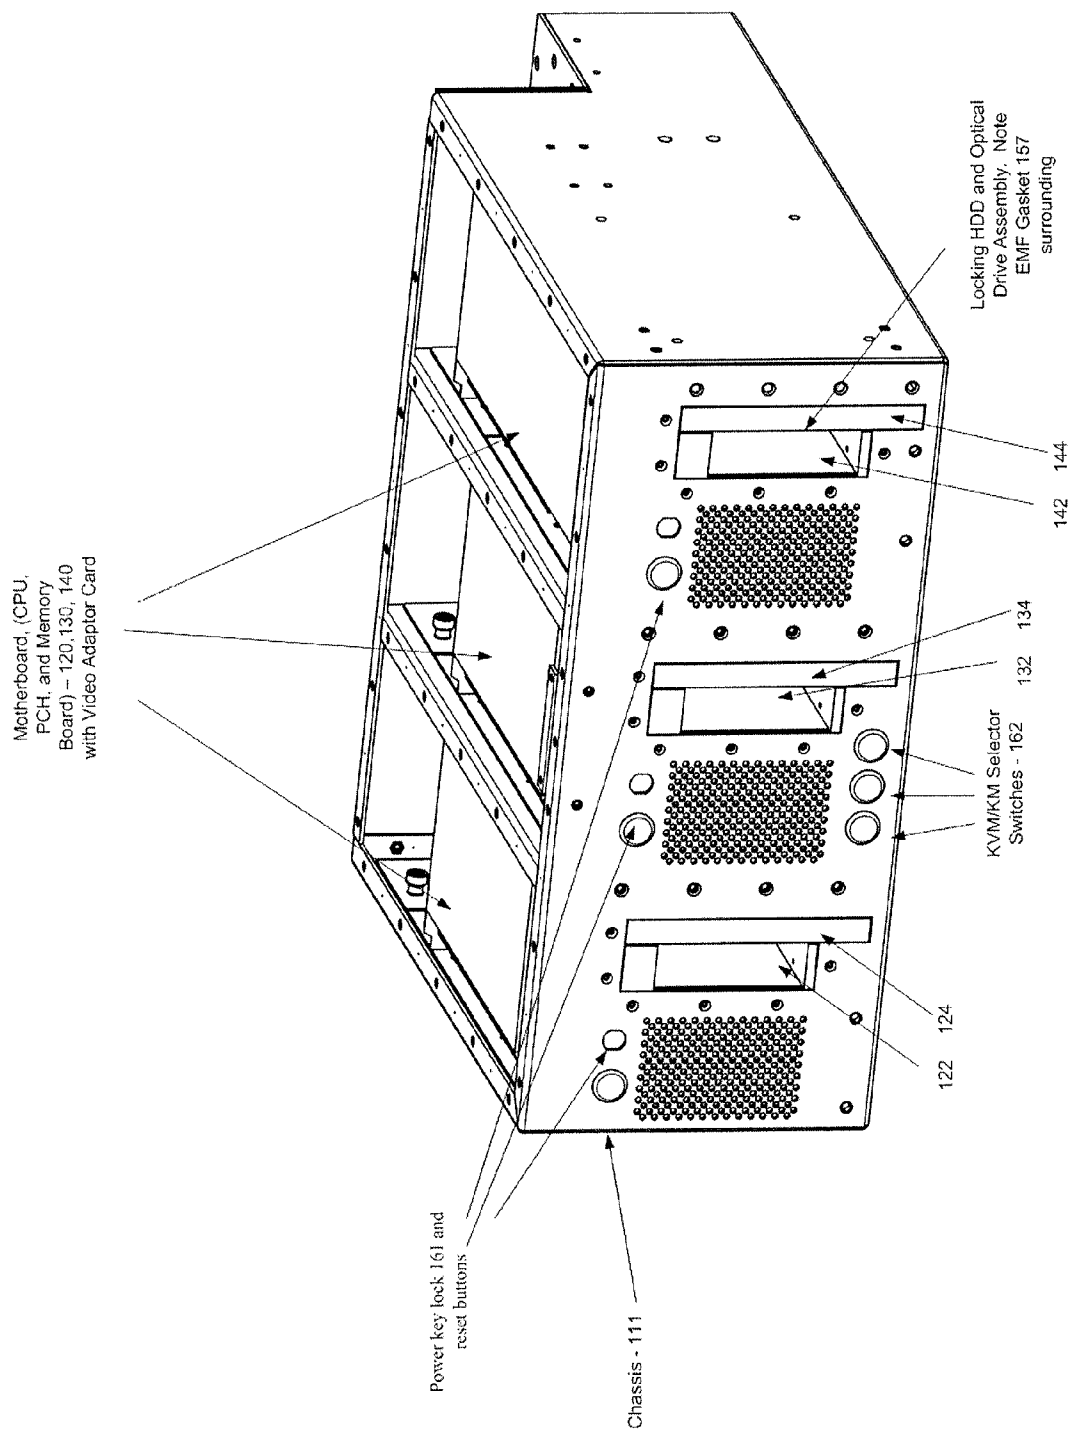 Motherboard, (CPU,
PCH, and Memory
Board) – 120,130, 140
with Video Adaptor Card
Locking HDD and Optical
Drive Assembly. Note
EMF Gasket 157
surrounding
144
142
134
132
KVM/KM Selector
Switches - 162
124
122
Power key lock 161 and
reset buttons
Chassis - 111